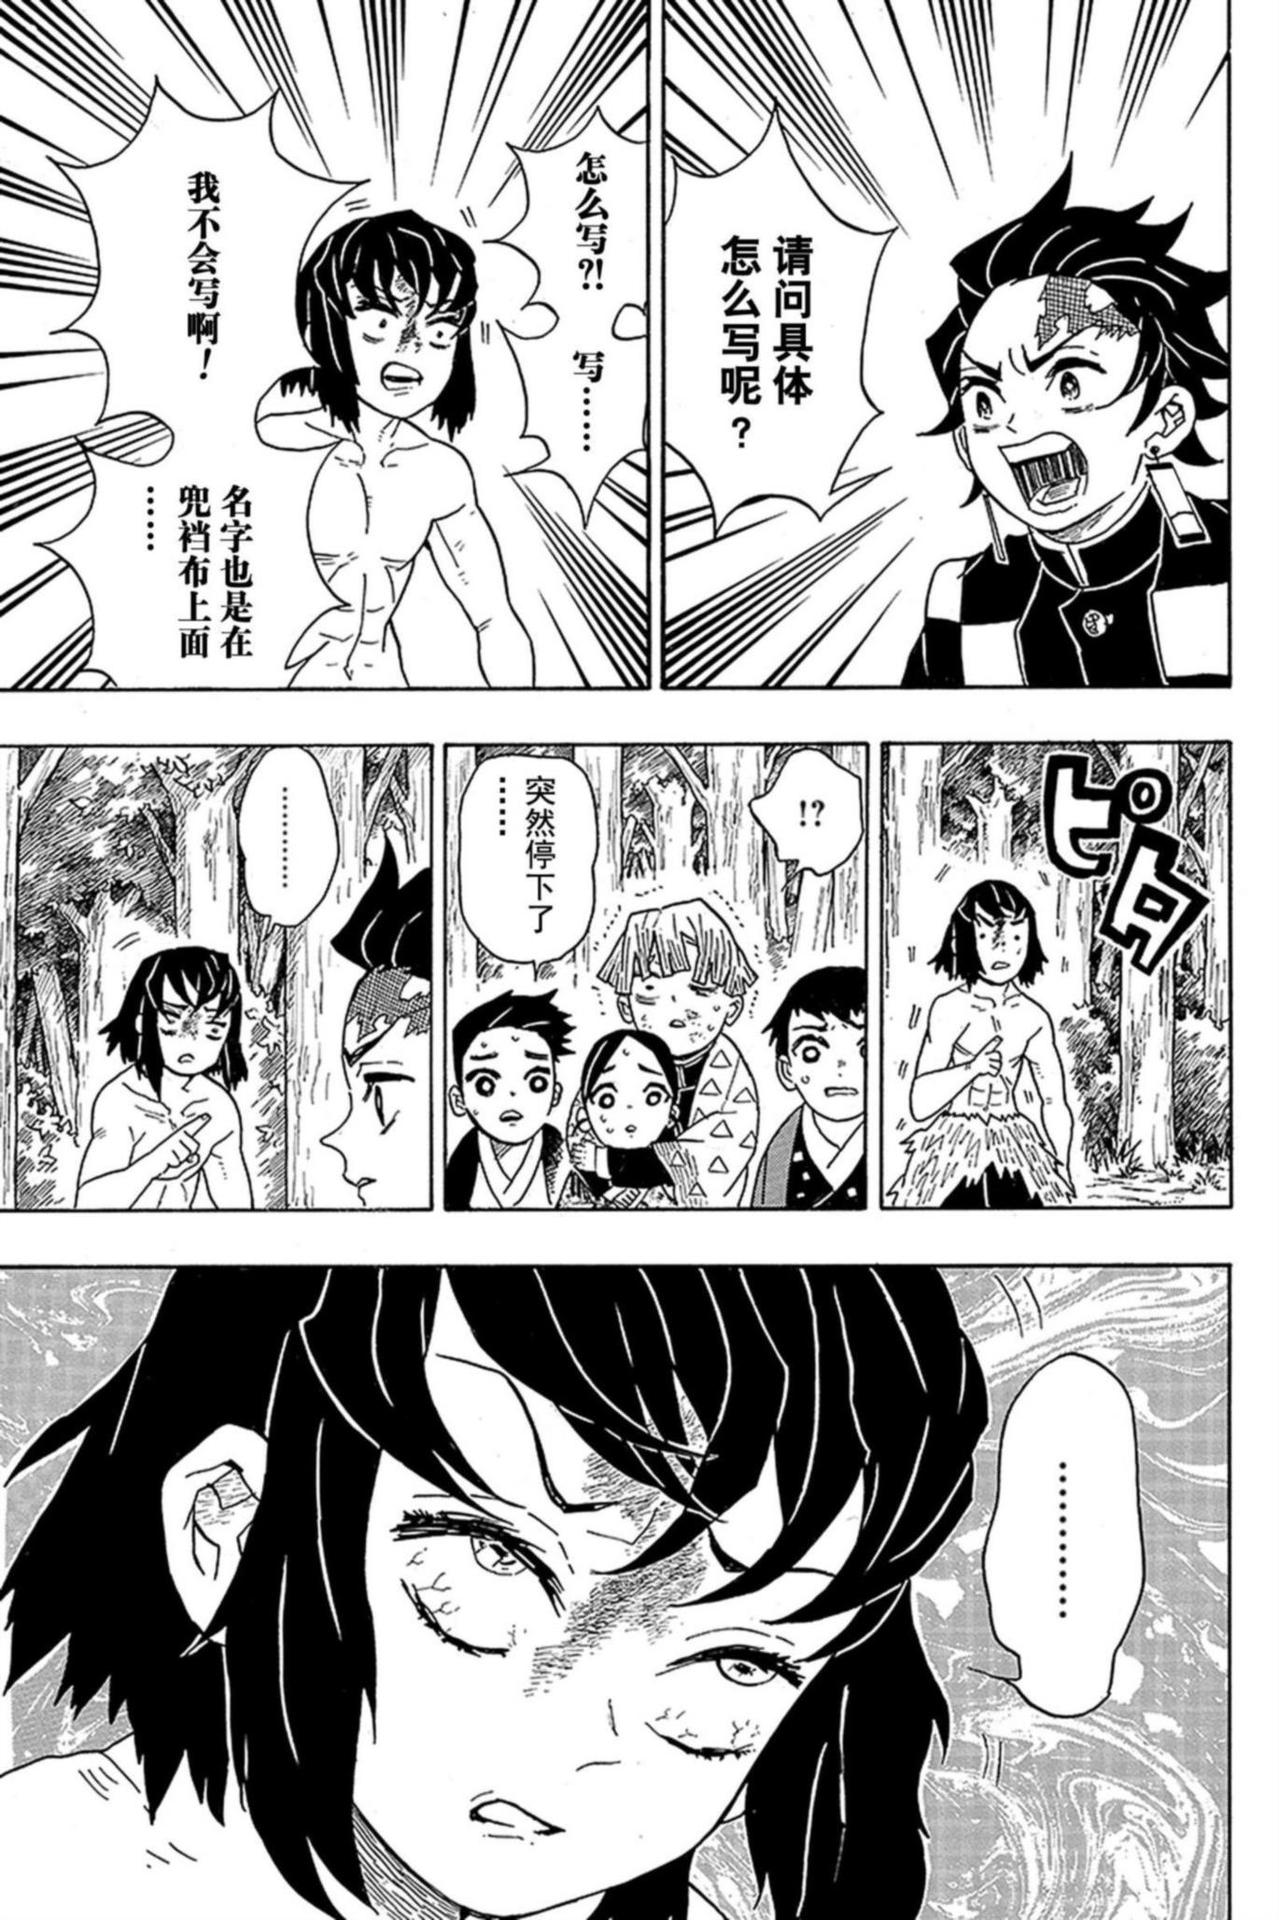 请问具体
怎么写呢？
怎么写?!
写……
我不会写啊！
名字也是在
兜裆布上面
……
ピタ
!?
突然停下了
……
…………
…………